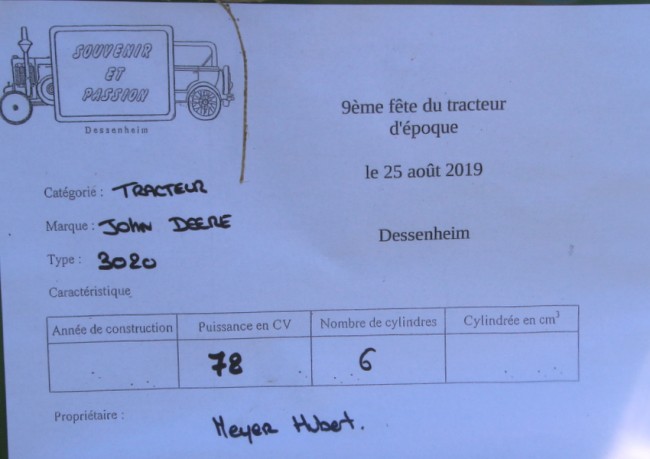 SOUVENIR
ET
PASSION
Dessenheim
9ème fête du tracteur
d'époque
le 25 août 2019
Dessenheim
Catégorie : TRACTEUR
Marque : JOHN DEERE
Type : 3020
Caractéristique
Année de construction Puissance en CV Nombre de cylindres Cylindrée en cm³
78 6
Propriétaire : Meyer Hubert.